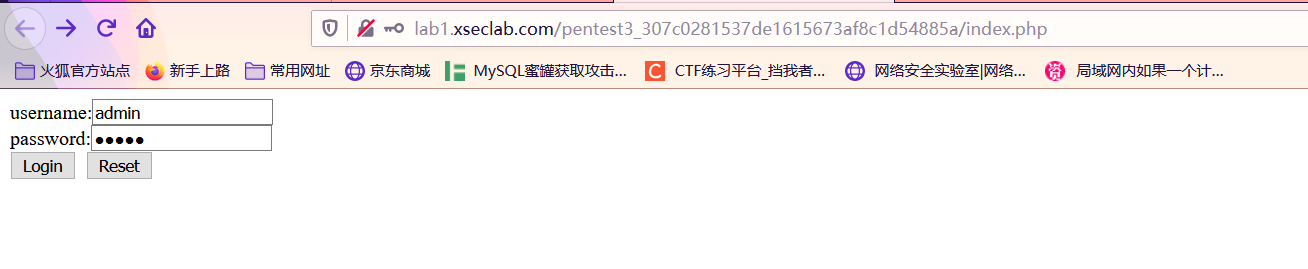 lab1.xseclab.com/pentest3_307c0281537de1615673af8c1d54885a/index.php
火狐官方站点 新手上路 常用网址 京东商城 MySQL蜜罐获取攻击... C CTF练习平台_挡我者... 网络安全实验室|网络... 资 局域网内如果一个计...
username:admin
password:●●●●●
Login Reset